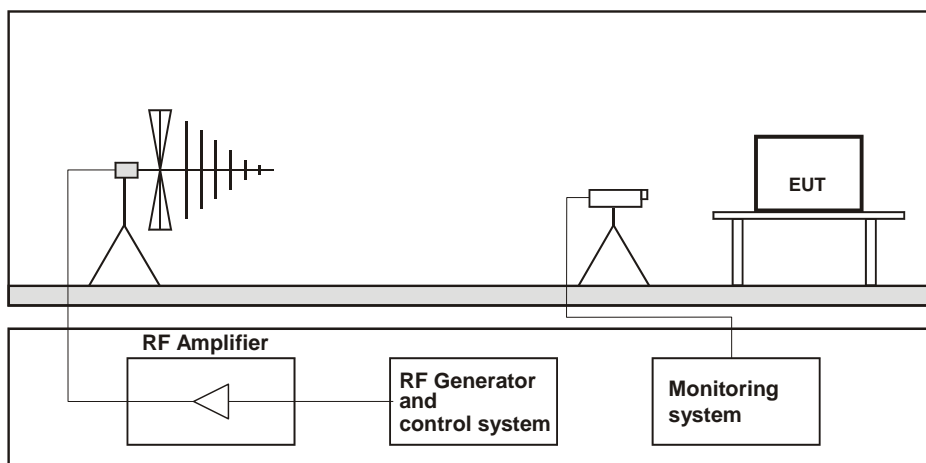 EUT
RF Amplifier
RF Generator
and
control system
Monitoring
system